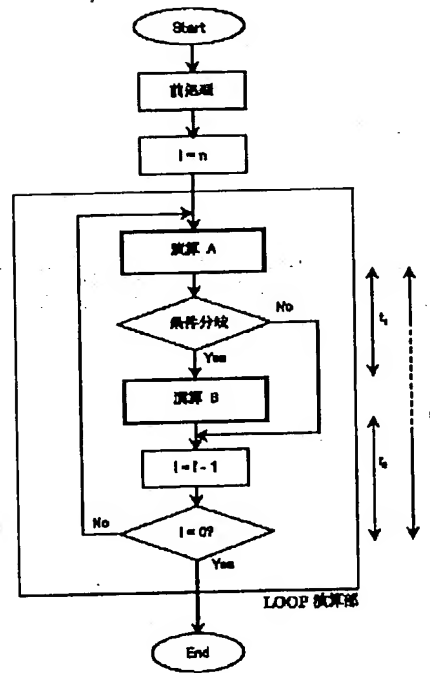 Start
前処理
I = n
演算 A
条件分岐
No
Yes
演算 B
I = I - 1
No
I = 0?
Yes
LOOP 演算部
End